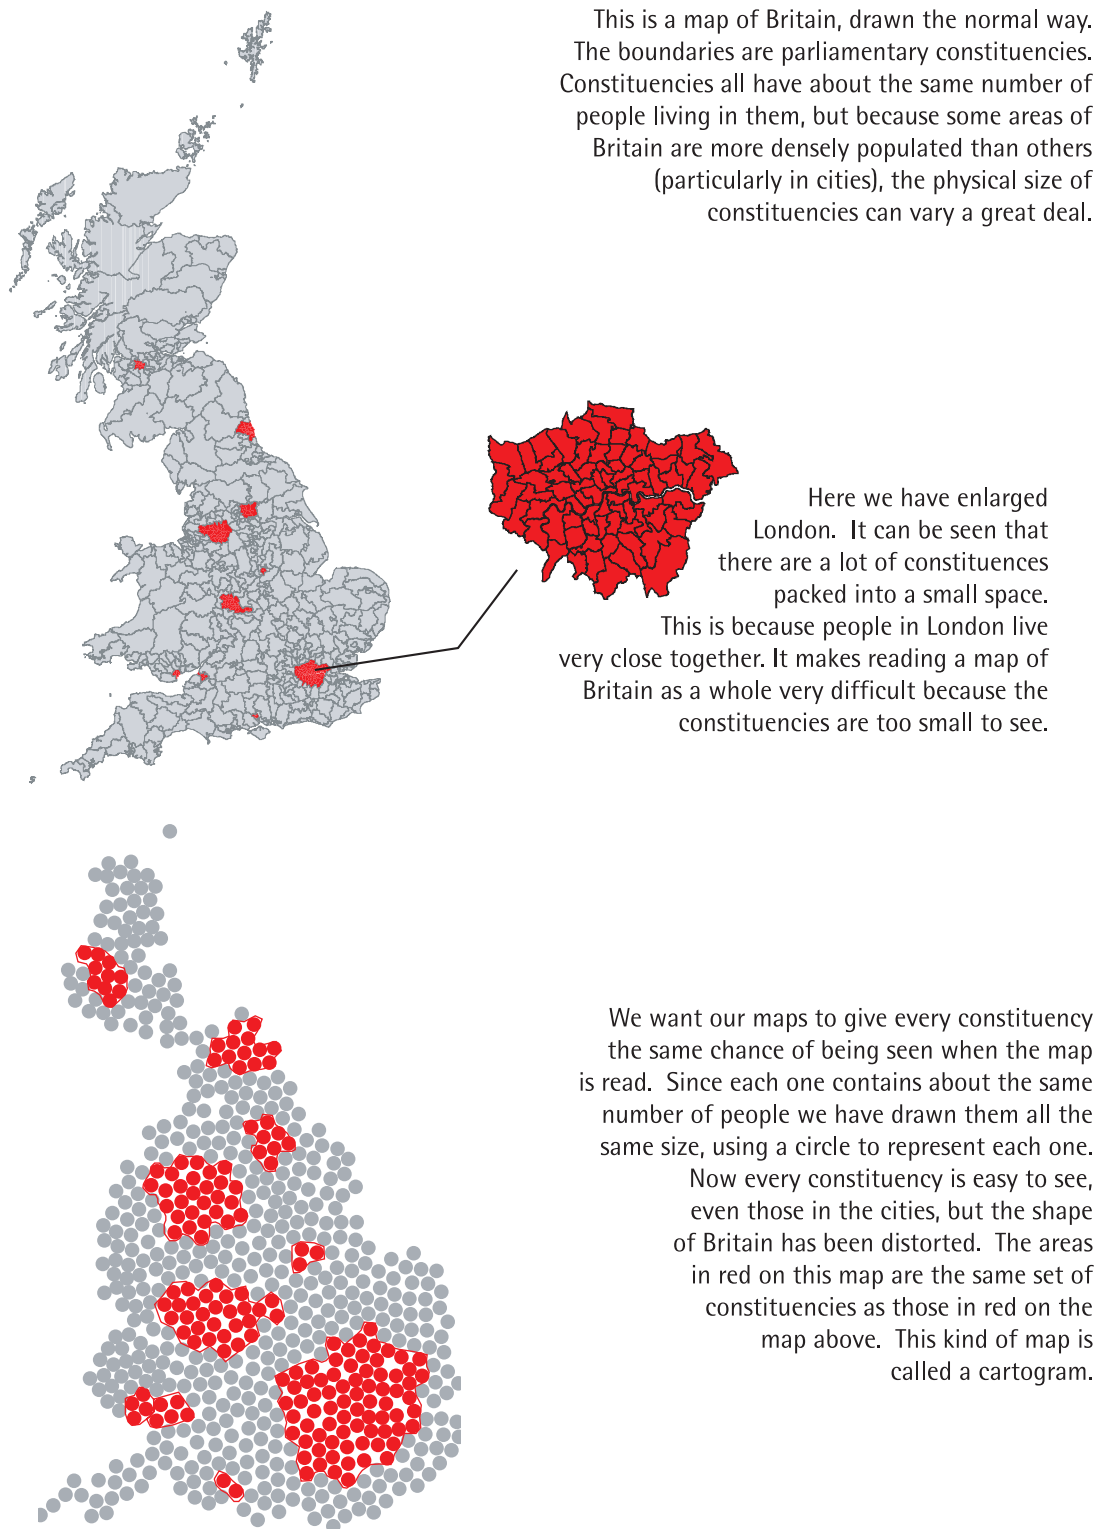 This is a map of Britain, drawn the normal way.
The boundaries are parliamentary constituencies.
Constituencies all have about the same number of
people living in them, but because some areas of
Britain are more densely populated than others
(particularly in cities), the physical size of
constituencies can vary a great deal.
Here we have enlarged
London. It can be seen that
there are a lot of constituences
packed into a small space.
This is because people in London live
very close together. It makes reading a map of
Britain as a whole very difficult because the
constituencies are too small to see.
We want our maps to give every constituency
the same chance of being seen when the map
is read. Since each one contains about the same
number of people we have drawn them all the
same size, using a circle to represent each one.
Now every constituency is easy to see,
even those in the cities, but the shape
of Britain has been distorted. The areas
in red on this map are the same set of
constituencies as those in red on the
map above. This kind of map is
called a cartogram.